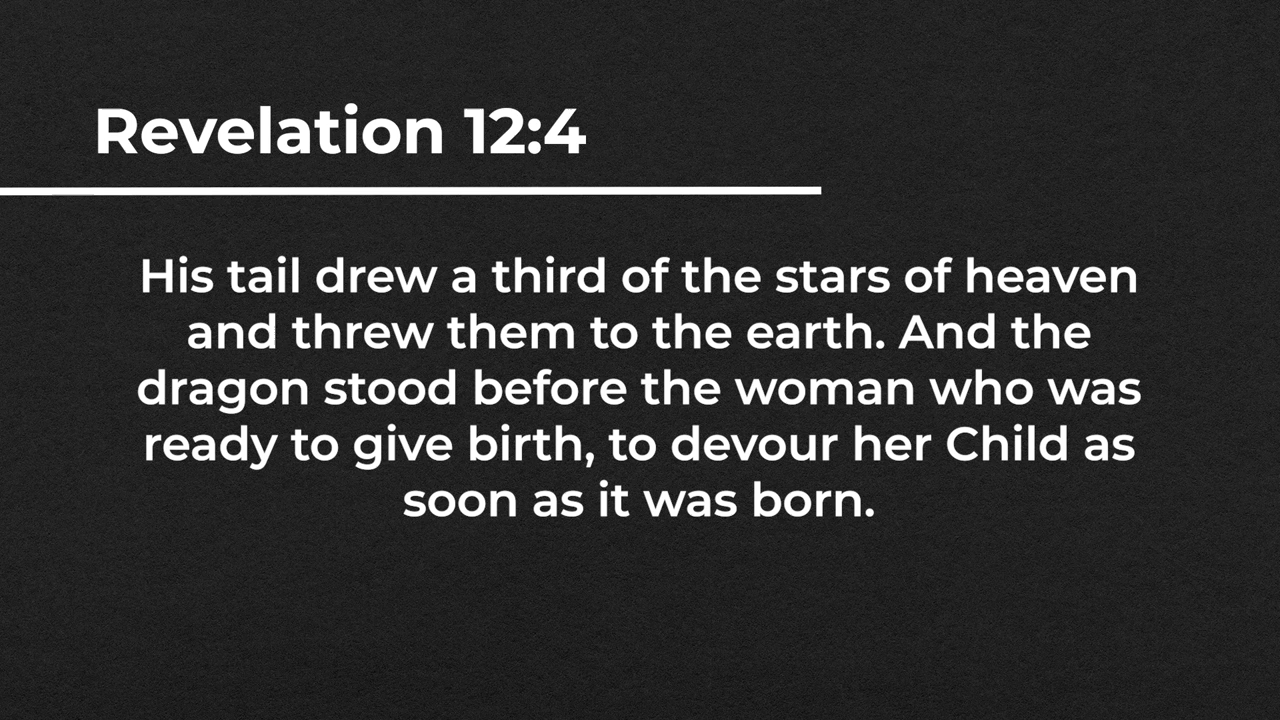 Revelation 12:4
His tail drew a third of the stars of heaven
and threw them to the earth. And the
dragon stood before the woman who was
ready to give birth, to devour her Child as
soon as it was born.